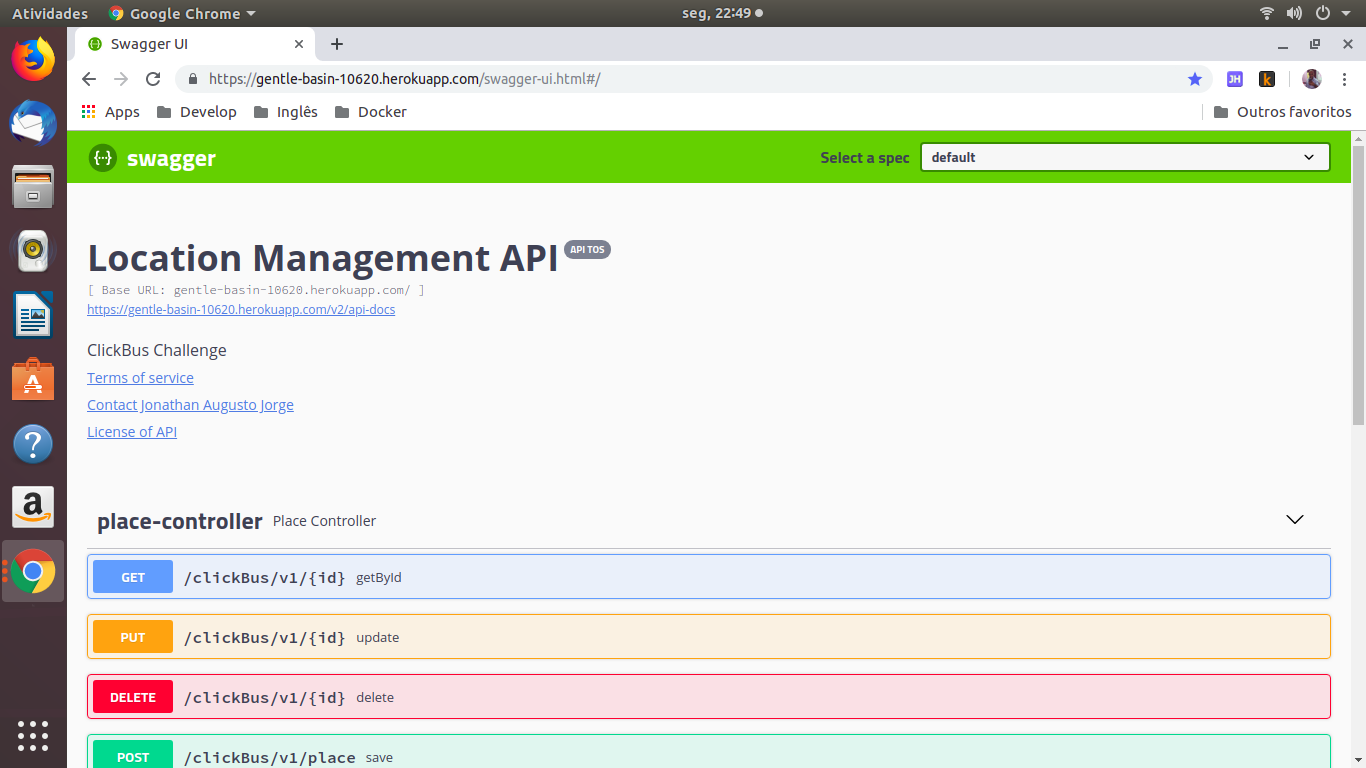 Atividades Google Chrome seg, 22:49
Swagger UI
https://gentle-basin-10620.herokuapp.com/swagger-ui.html#/ JH k
Apps Develop Inglês Docker Outros favoritos
{··} swagger Select a spec default
Location Management API API TOS
[ Base URL: gentle-basin-10620.herokuapp.com/ ]
https://gentle-basin-10620.herokuapp.com/v2/api-docs
ClickBus Challenge
Terms of service
Contact Jonathan Augusto Jorge
License of API
place-controller Place Controller
GET /clickBus/v1/{id} getById
PUT /clickBus/v1/{id} update
DELETE /clickBus/v1/{id} delete
POST /clickBus/v1/place save